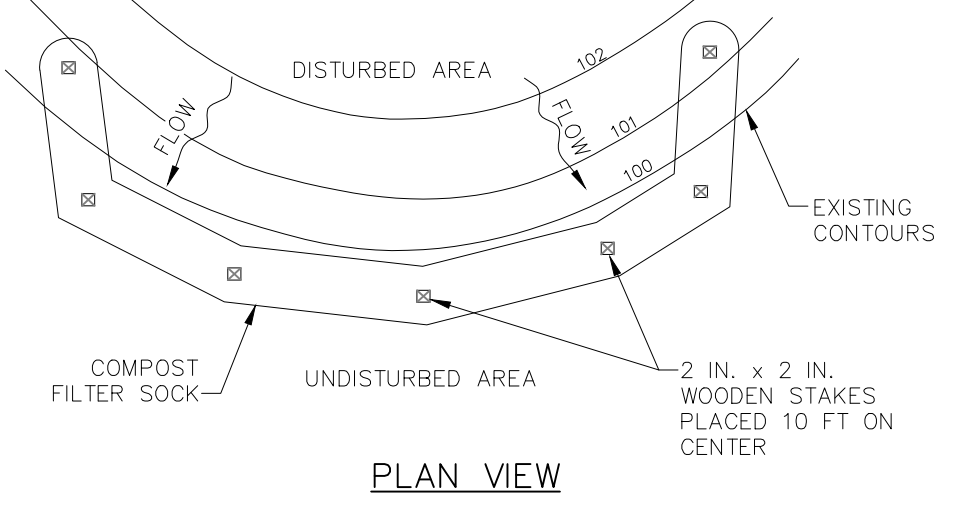 DISTURBED AREA
102
FLOW
FLOW
101
100
EXISTING
CONTOURS
COMPOST
FILTER SOCK
UNDISTURBED AREA
2 IN. x 2 IN.
WOODEN STAKES
PLACED 10 FT ON
CENTER
PLAN VIEW